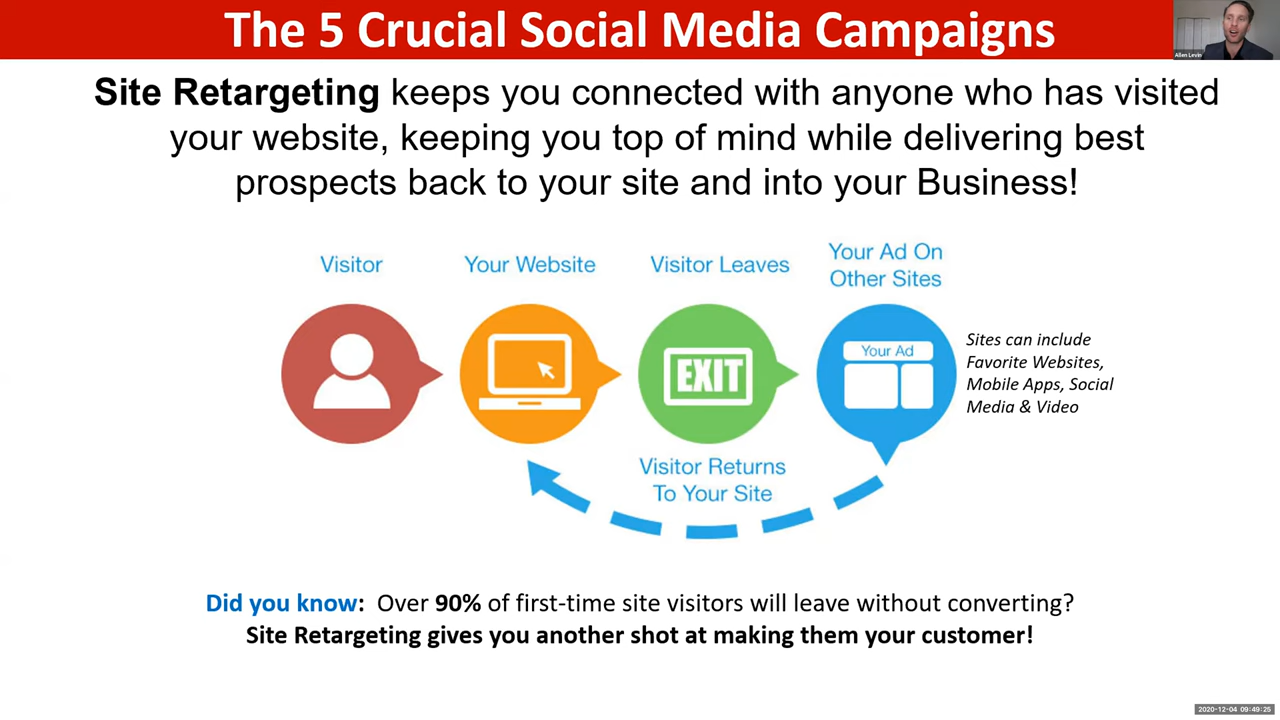 The 5 Crucial Social Media Campaigns
Allen Levin
Site Retargeting keeps you connected with anyone who has visited
your website, keeping you top of mind while delivering best
prospects back to your site and into your Business!
Visitor
Your Website
Visitor Leaves
Your Ad On
Other Sites
EXIT
Your Ad
Sites can include
Favorite Websites,
Mobile Apps, Social
Media & Video
Visitor Returns
To Your Site
Did you know: Over 90% of first-time site visitors will leave without converting?
Site Retargeting gives you another shot at making them your customer!
2020-12-04 09:49:25